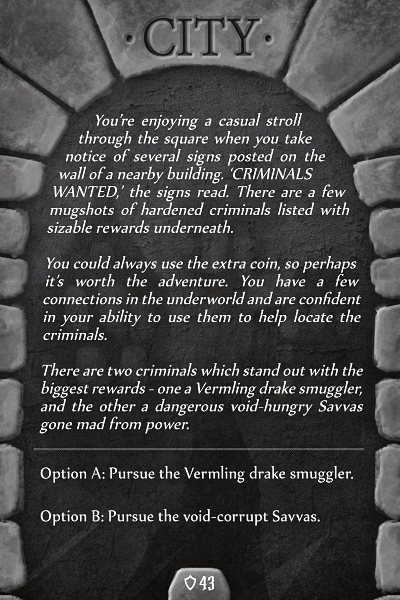 · CITY ·
You're enjoying a casual stroll
through the square when you take
notice of several signs posted on the
wall of a nearby building. 'CRIMINALS
WANTED,' the signs read. There are a few
mugshots of hardened criminals listed with
sizable rewards underneath.
You could always use the extra coin, so perhaps
it's worth the adventure. You have a few
connections in the underworld and are confident
in your ability to use them to help locate the
criminals.
There are two criminals which stand out with the
biggest rewards - one a Vermling drake smuggler,
and the other a dangerous void-hungry Savvas
gone mad from power.
Option A: Pursue the Vermling drake smuggler.
Option B: Pursue the void-corrupt Savvas.
43